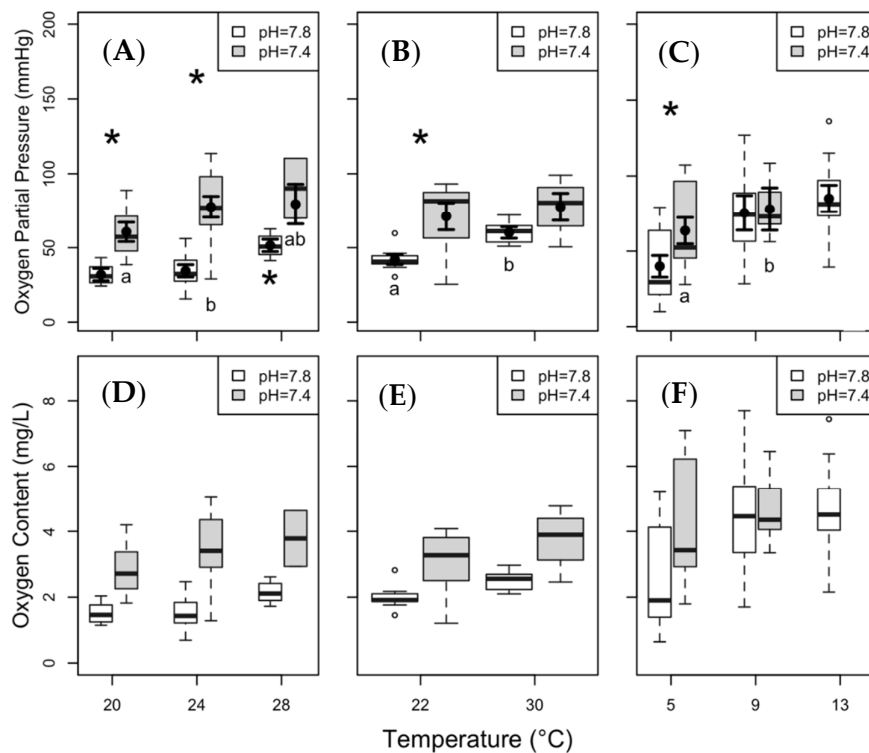 Oxygen Partial Pressure (mmHg)
200
150
100
50
0
(A)
pH=7.8
pH=7.4
*
*
*
a
b
ab
(B)
pH=7.8
pH=7.4
*
a
b
(C)
pH=7.8
pH=7.4
*
a
b
Oxygen Content (mg/L)
8
6
4
2
0
(D)
pH=7.8
pH=7.4
(E)
pH=7.8
pH=7.4
(F)
pH=7.8
pH=7.4
20 24 28
22 30
5 9 13
Temperature (°C)